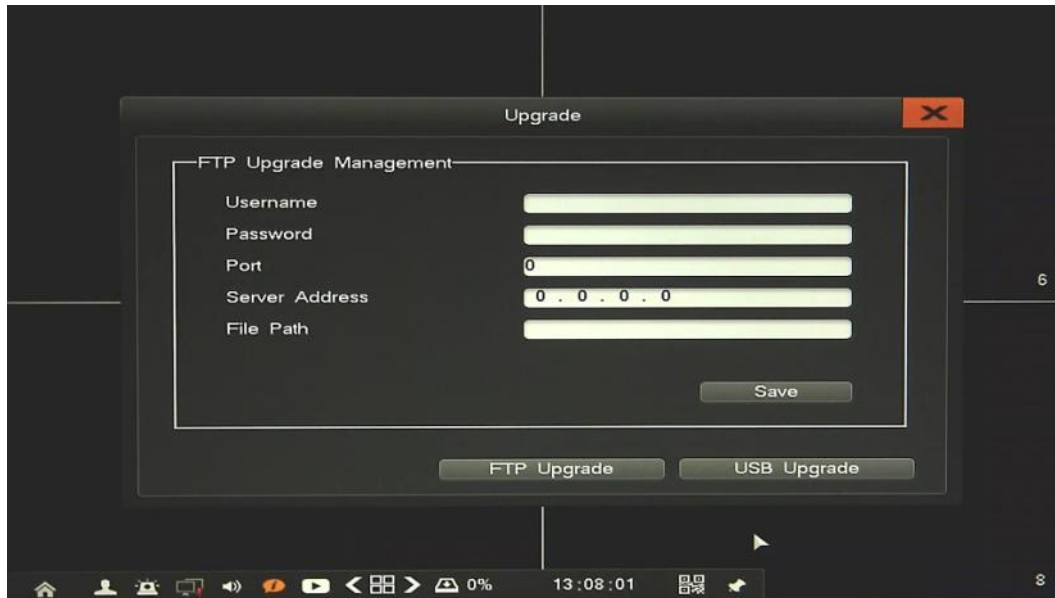 Upgrade
FTP Upgrade Management
Username
Password
Port 0
Server Address 0 . 0 . 0 . 0
File Path
Save
FTP Upgrade USB Upgrade
6
0% 13:08:01
8